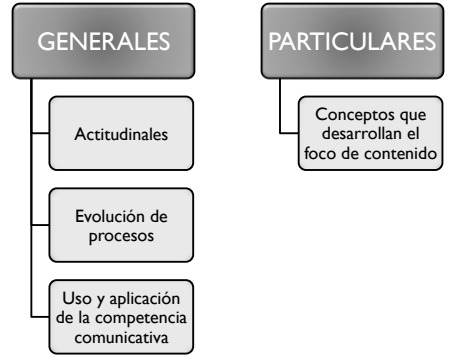 GENERALES
Actitudinales
Evolución de
procesos
Uso y aplicación
de la competencia
comunicativa
PARTICULARES
Conceptos que
desarrollan el
foco de contenido